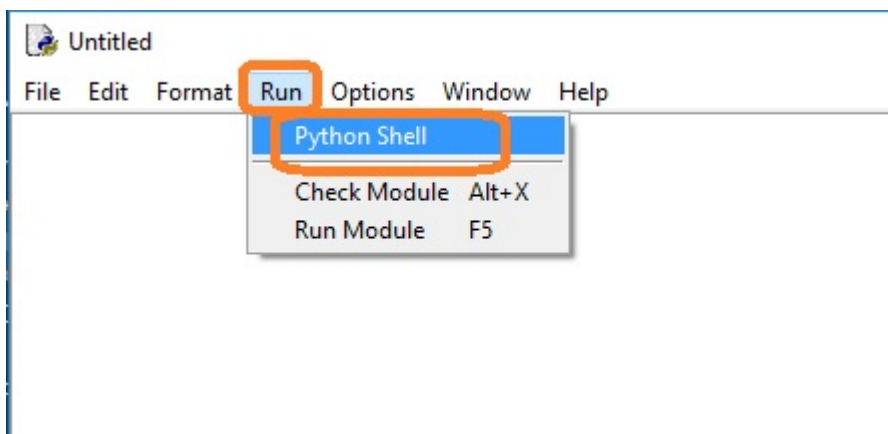 Untitled
File Edit Format Run Options Window Help
Python Shell
Check Module Alt+X
Run Module F5